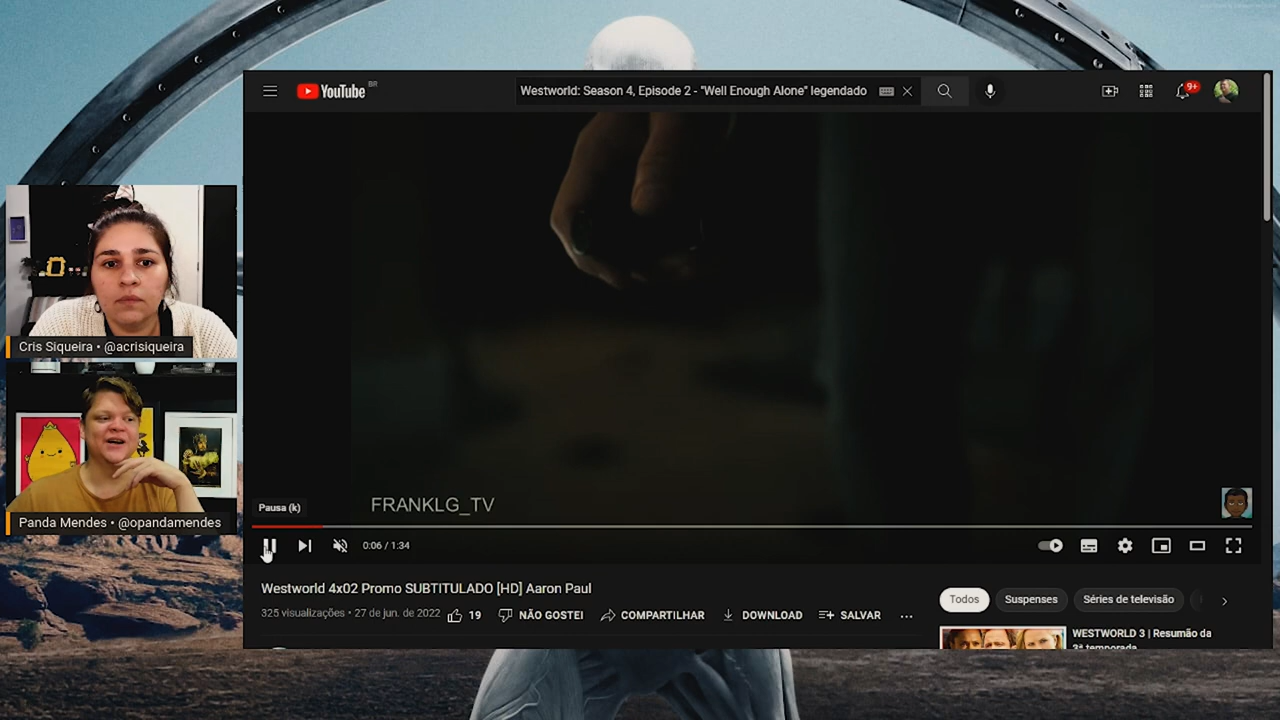 YouTube BR
Westworld: Season 4, Episode 2 - "Well Enough Alone" legendado
9+
Cris Siqueira • @acrisiqueira
Panda Mendes • @opandamendes
FRANKLG_TV
Pausa (k)
0:06 / 1:34
Westworld 4x02 Promo SUBTITULADO [HD] Aaron Paul
325 visualizações • 27 de jun. de 2022
19
NÃO GOSTEI
COMPARTILHAR
DOWNLOAD
SALVAR
Todos
Suspenses
Séries de televisão
WESTWORLD 3 | Resumão da
3ª temporada